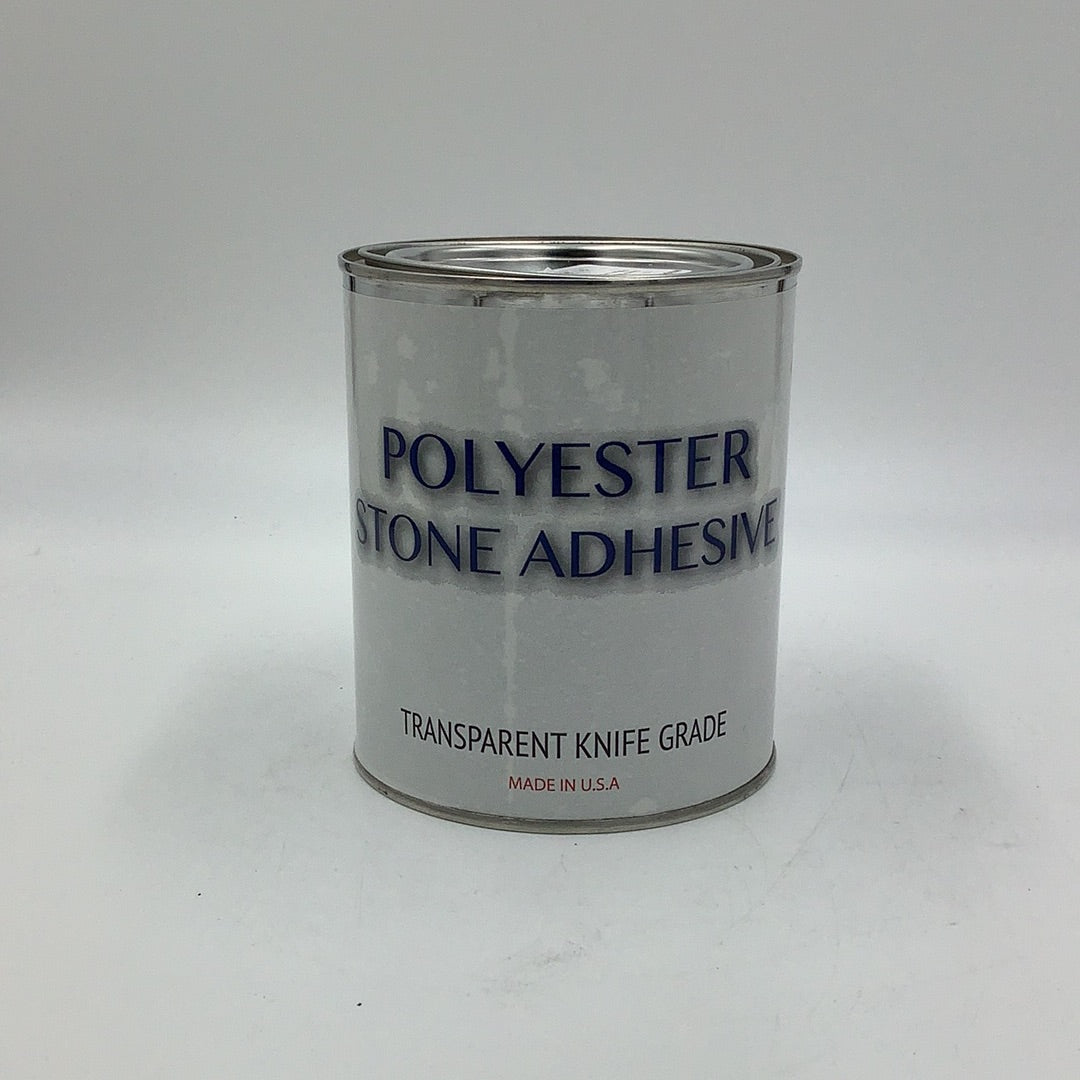 POLYESTER
STONE ADHESIVE
TRANSPARENT KNIFE GRADE
MADE IN U.S.A